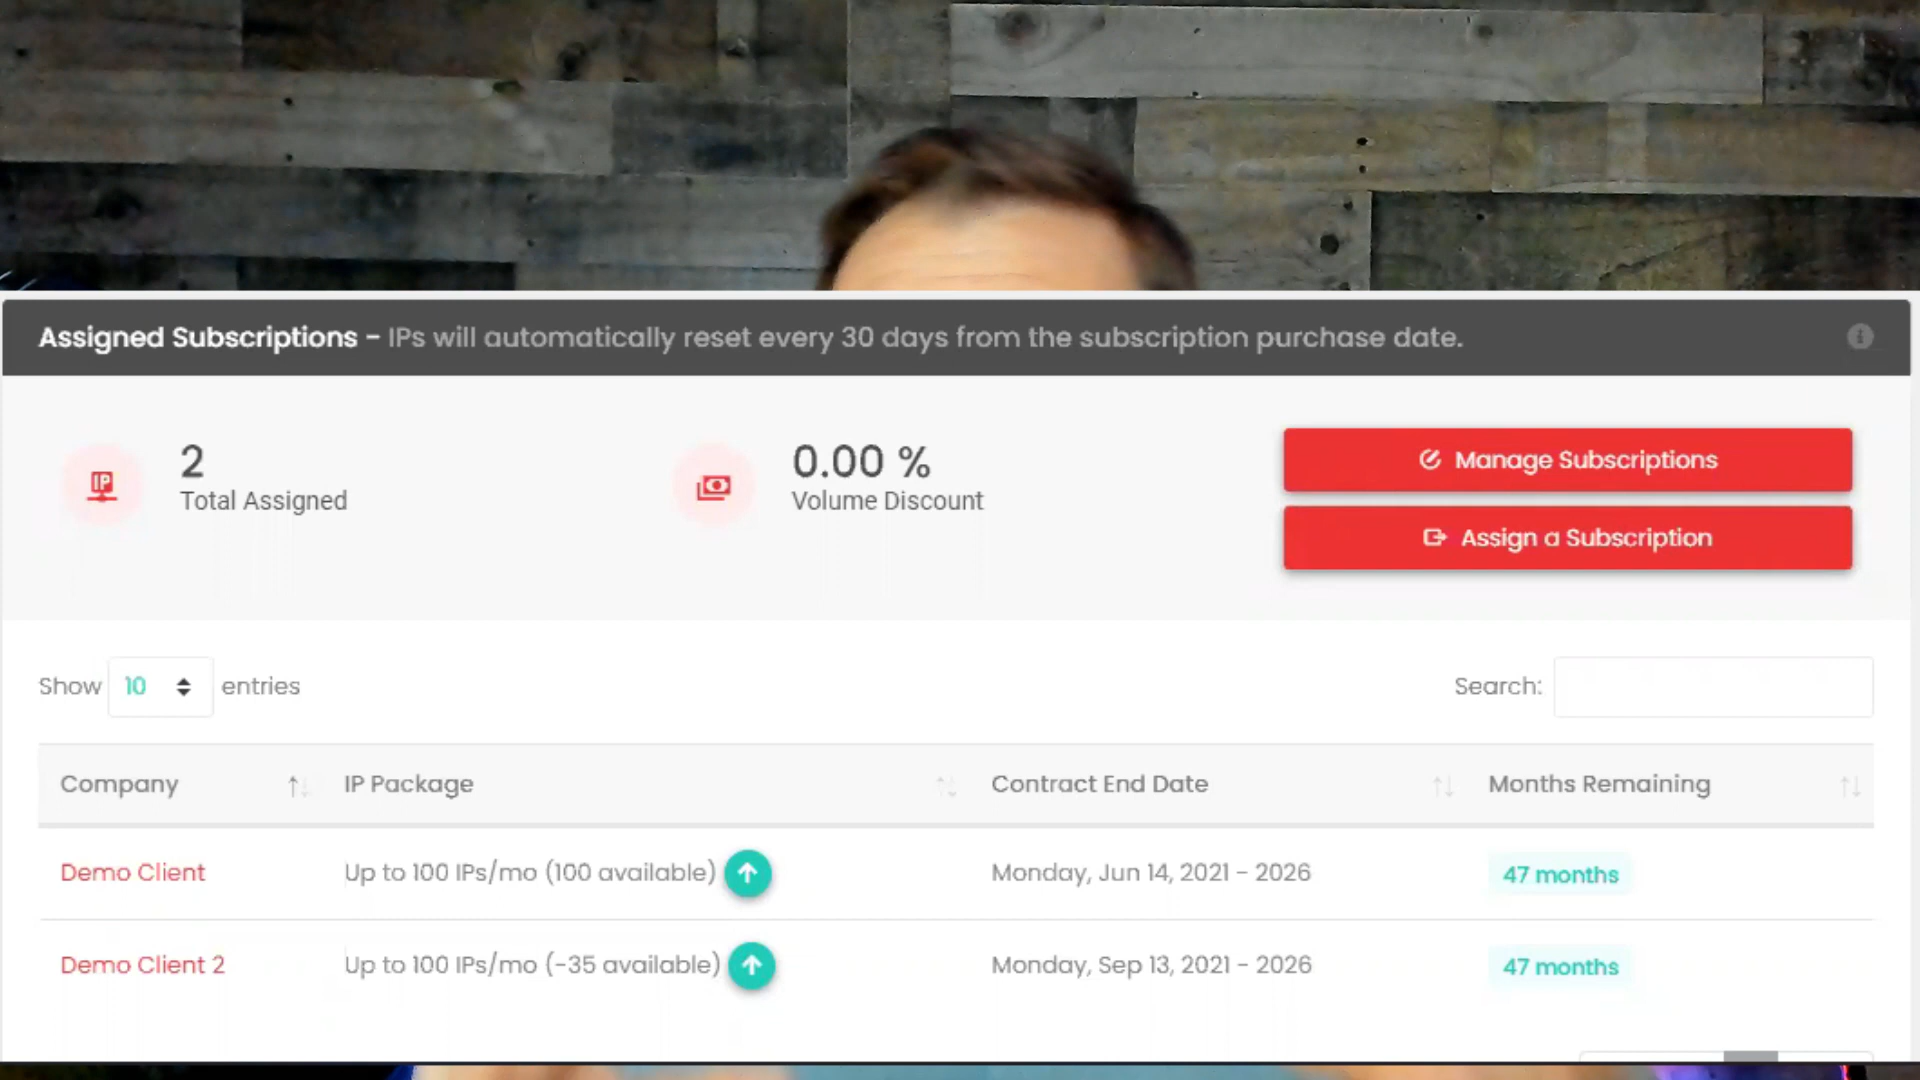 Assigned Subscriptions - IPs will automatically reset every 30 days from the subscription purchase date.
2
Total Assigned
0.00 %
Volume Discount
Manage Subscriptions
Assign a Subscription
Show 10 entries
Search:
Company IP Package Contract End Date Months Remaining
Demo Client Up to 100 IPs/mo (100 available) Monday, Jun 14, 2021 - 2026 47 months
Demo Client 2 Up to 100 IPs/mo (-35 available) Monday, Sep 13, 2021 - 2026 47 months
IP